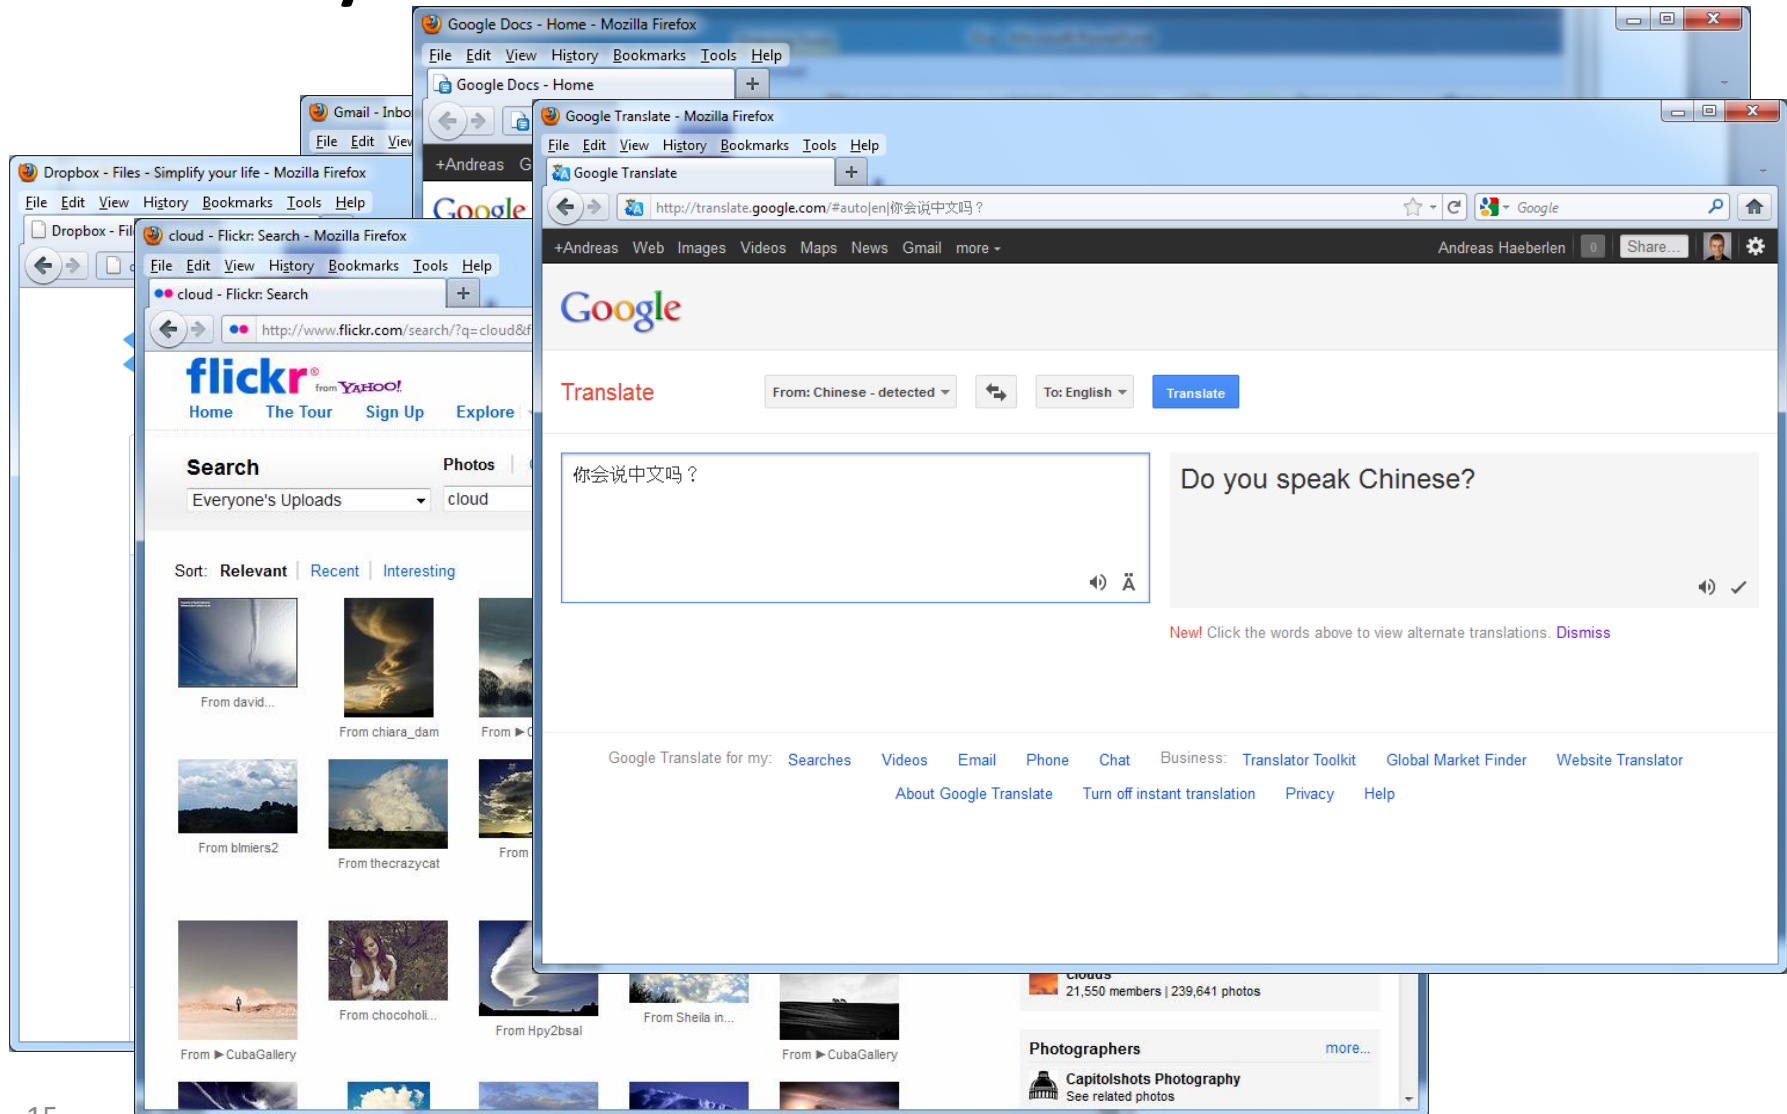 Google Docs - Home - Mozilla Firefox
File Edit View History Bookmarks Tools Help
Google Docs - Home
+Andreas
Google
Gmail - Inbo
File Edit View
Dropbox - Files - Simplify your life - Mozilla Firefox
File Edit View History Bookmarks Tools Help
Dropbox - Fil
cloud - Flickr: Search - Mozilla Firefox
File Edit View History Bookmarks Tools Help
cloud - Flickr: Search
http://www.flickr.com/search/?q=cloud&f
flickr® from YAHOO!
Home The Tour Sign Up Explore
Search Photos
Everyone's Uploads cloud
Sort: Relevant Recent Interesting
From david...
From chiara_dam
From
From blmiers2
From thecrazycat
From
From chocoholi...
From Hpy2bsal
From Sheila in...
From ►CubaGallery
From ►CubaGallery
clouds
21,550 members | 239,641 photos
Photographers more...
Capitolshots Photography
See related photos
Google Translate - Mozilla Firefox
File Edit View History Bookmarks Tools Help
Google Translate
http://translate.google.com/#auto|en|你会说中文吗？
Google
+Andreas Web Images Videos Maps News Gmail more
Andreas Haeberlen 0 Share...
Google
Translate From: Chinese - detected To: English Translate
你会说中文吗？
Ä
Do you speak Chinese?
New! Click the words above to view alternate translations. Dismiss
Google Translate for my: Searches Videos Email Phone Chat Business: Translator Toolkit Global Market Finder Website Translator
About Google Translate Turn off instant translation Privacy Help
15